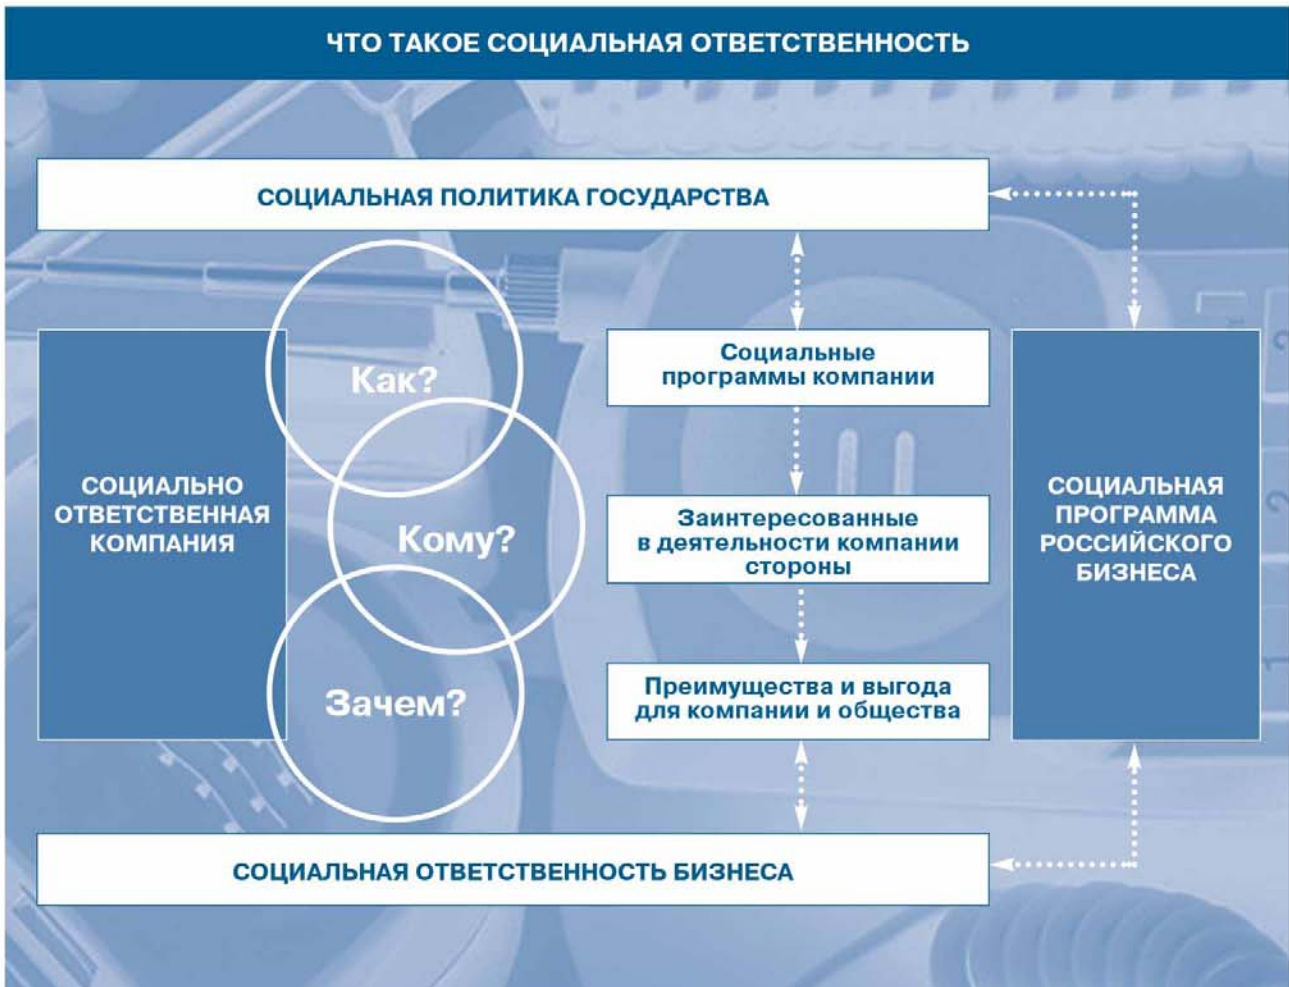 ЧТО ТАКОЕ СОЦИАЛЬНАЯ ОТВЕТСТВЕННОСТЬ
СОЦИАЛЬНАЯ ПОЛИТИКА ГОСУДАРСТВА
СОЦИАЛЬНО
ОТВЕТСТВЕННАЯ
КОМПАНИЯ
Как?
Кому?
Зачем?
Социальные
программы компании
Заинтересованные
в деятельности компании
стороны
Преимущества и выгода
для компании и общества
СОЦИАЛЬНАЯ
ПРОГРАММА
РОССИЙСКОГО
БИЗНЕСА
СОЦИАЛЬНАЯ ОТВЕТСТВЕННОСТЬ БИЗНЕСА